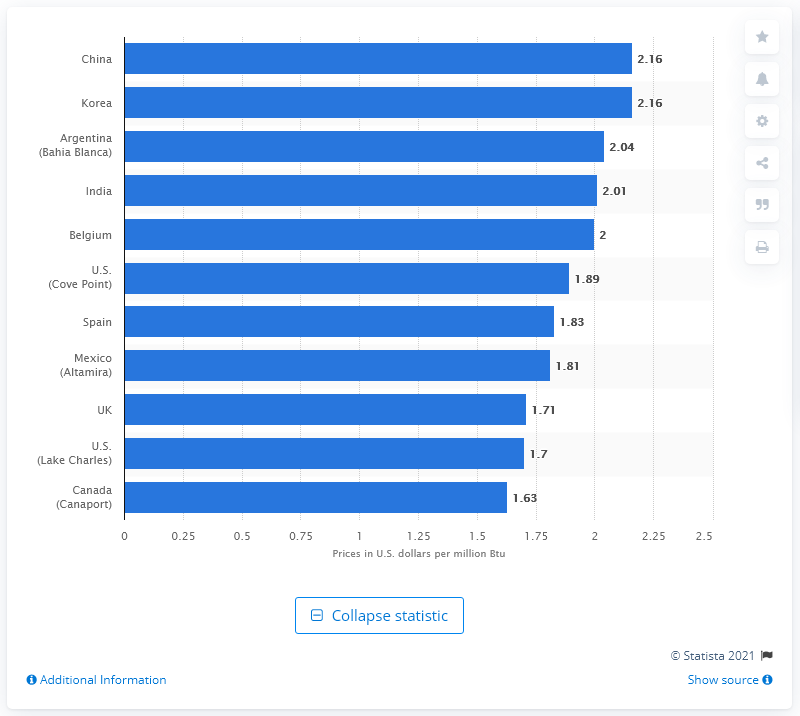 China 2.16
Korea 2.16
Argentina
(Bahia Blanca) 2.04
India 2.01
Belgium 2
U.S.
(Cove Point) 1.89
Spain 1.83
Mexico
(Altamira) 1.81
UK 1.71
U.S.
(Lake Charles) 1.7
Canada
(Canaport) 1.63
0 0.25 0.5 0.75 1 1.25 1.5 1.75 2 2.25 2.5
Prices in U.S. dollars per million Btu
Collapse statistic
© Statista 2021
Additional Information Show source